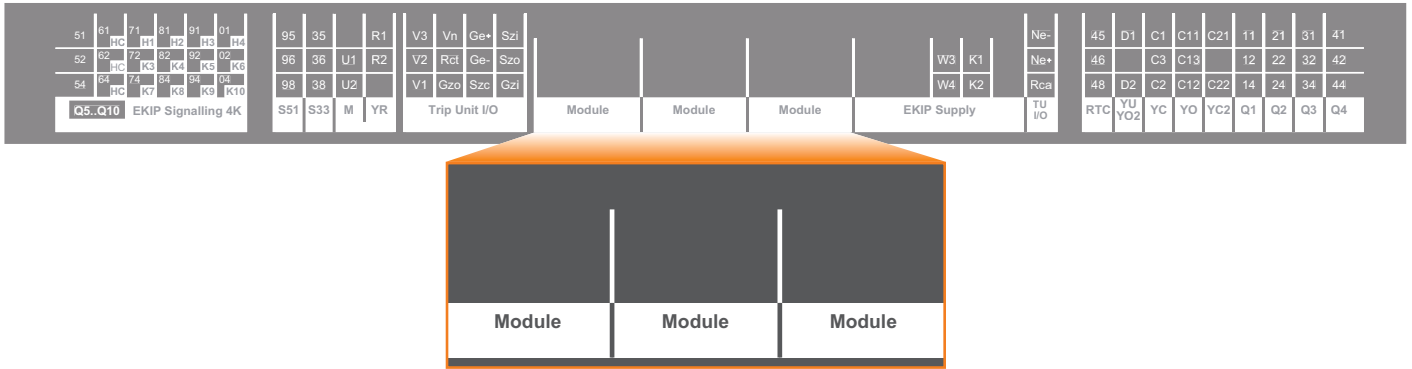 51 61 HC 71 H1 81 H2 91 H3 01 H4 95 35 R1 V3 Vn Ge+ Szi Ne- 45 D1 C1 C11 C21 11 21 31 41
52 62 HC 72 K3 82 K4 92 K5 02 K6 96 36 U1 R2 V2 Rct Ge- Szo W3 K1 Ne+ 46 C3 C13 12 22 32 42
54 64 HC 74 K7 84 K8 94 K9 04 K10 98 38 U2 V1 Gzo Szc Gzi W4 K2 Rca 48 D2 C2 C12 C22 14 24 34 44
Q5..Q10 EKIP Signalling 4K S51 S33 M YR Trip Unit I/O Module Module Module EKIP Supply TU I/O RTC YU YO2 YC YO YC2 Q1 Q2 Q3 Q4
Module Module Module